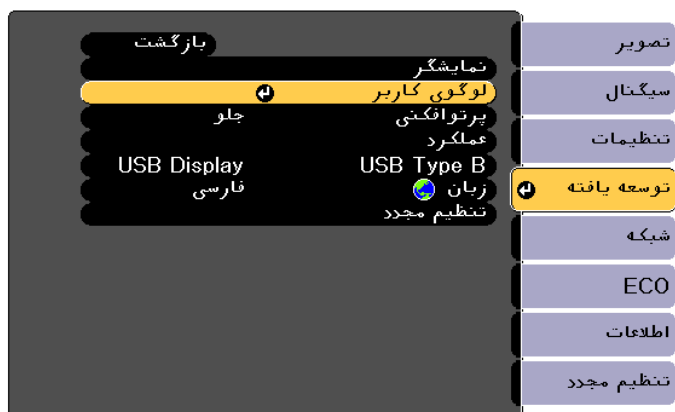 تصویر
سیگنال
تنظیمات
توسعه یافته
شبکه
ECO
اطلاعات
تنظیم مجدد
بازگشت
نمایشگر
لوگوی کاربر
پرتوافکنی جلو
عملکرد
USB Type B USB Display
زبان فارسی
تنظیم مجدد